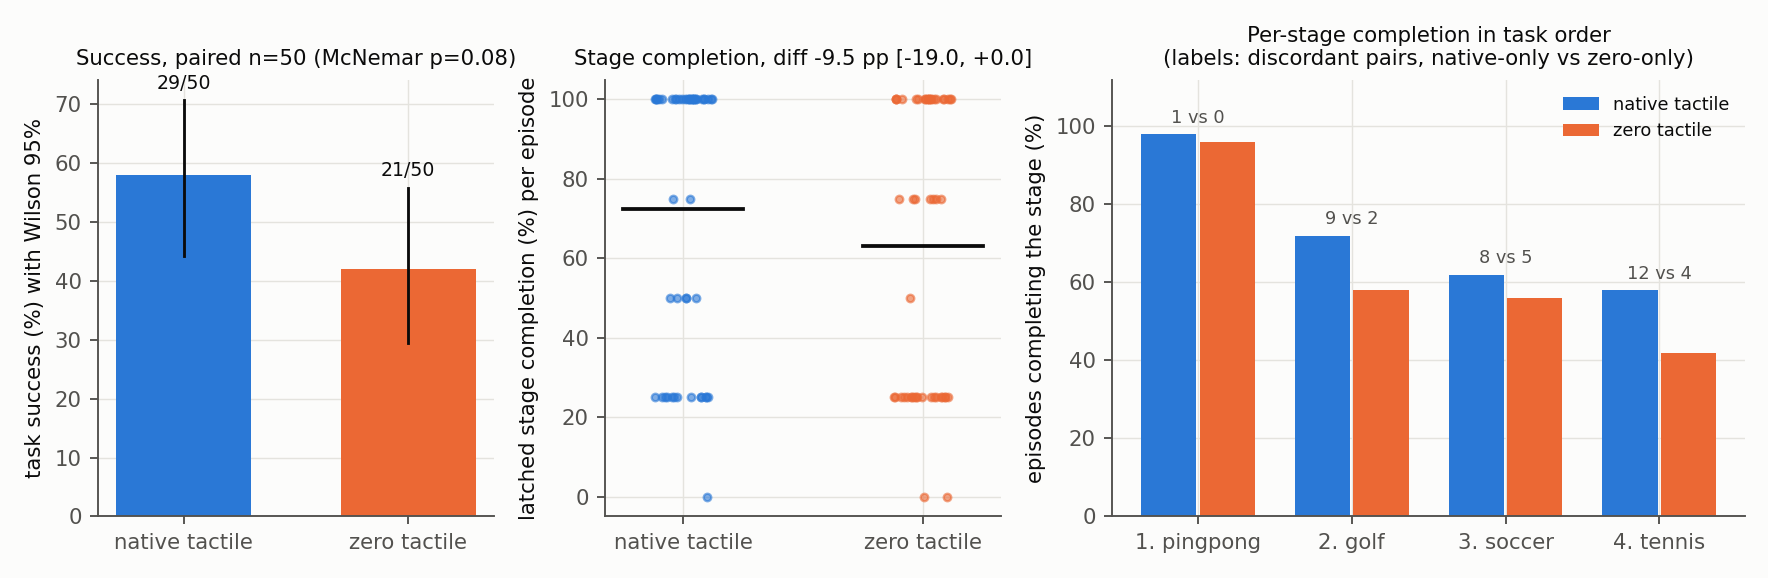 Success, paired n=50 (McNemar p=0.08)
task success (%) with Wilson 95%
70
60
50
40
30
20
10
0
29/50
21/50
native tactile
zero tactile
Stage completion, diff -9.5 pp [-19.0, +0.0]
latched stage completion (%) per episode
100
80
60
40
20
0
native tactile
zero tactile
Per-stage completion in task order
(labels: discordant pairs, native-only vs zero-only)
episodes completing the stage (%)
100
80
60
40
20
0
native tactile
zero tactile
1 vs 0
9 vs 2
8 vs 5
12 vs 4
1. pingpong
2. golf
3. soccer
4. tennis